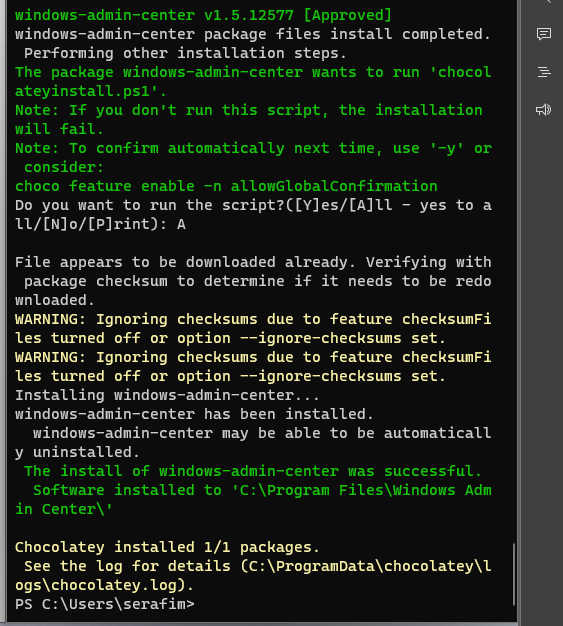 windows-admin-center v1.5.12577 [Approved]
windows-admin-center package files install completed.
 Performing other installation steps.
The package windows-admin-center wants to run 'chocol
ateyinstall.ps1'.
Note: If you don't run this script, the installation
will fail.
Note: To confirm automatically next time, use '-y' or
 consider:
choco feature enable -n allowGlobalConfirmation
Do you want to run the script?([Y]es/[A]ll - yes to a
ll/[N]o/[P]rint): A

File appears to be downloaded already. Verifying with
 package checksum to determine if it needs to be redo
wnloaded.
WARNING: Ignoring checksums due to feature checksumFi
les turned off or option --ignore-checksums set.
WARNING: Ignoring checksums due to feature checksumFi
les turned off or option --ignore-checksums set.
Installing windows-admin-center...
windows-admin-center has been installed.
  windows-admin-center may be able to be automaticall
y uninstalled.
 The install of windows-admin-center was successful.
  Software installed to 'C:\Program Files\Windows Adm
in Center\'

Chocolatey installed 1/1 packages.
 See the log for details (C:\ProgramData\chocolatey\l
ogs\chocolatey.log).
PS C:\Users\serafim>